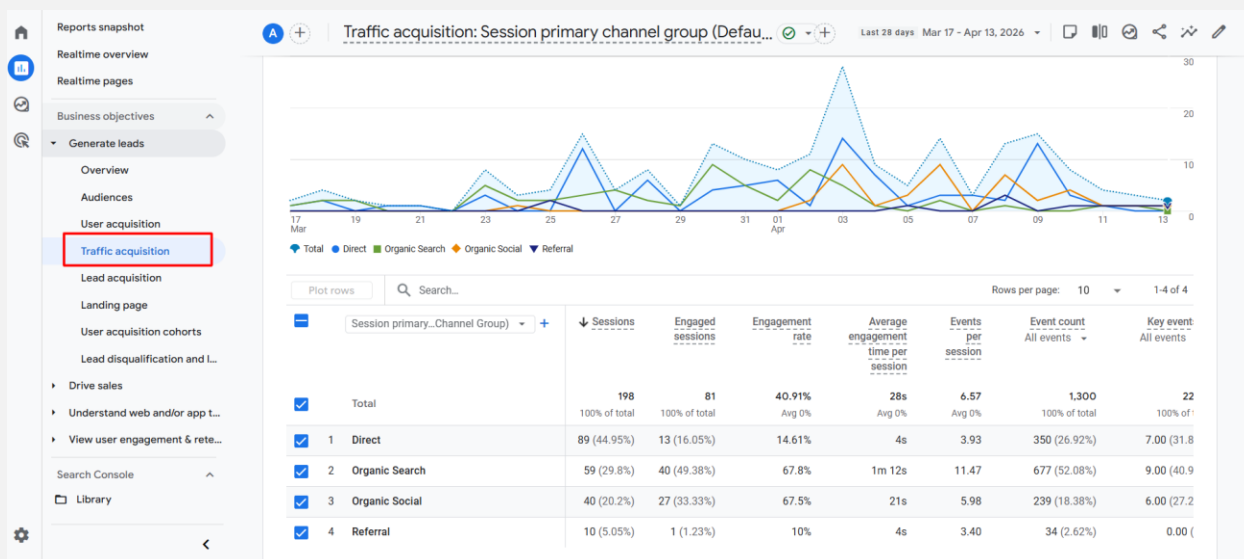 Reports snapshot
Realtime overview
Realtime pages
Business objectives
Generate leads
Overview
Audiences
User acquisition
Traffic acquisition
Lead acquisition
Landing page
User acquisition cohorts
Lead disqualification and l...
Drive sales
Understand web and/or app t...
View user engagement & rete...
Search Console
Library
A Traffic acquisition: Session primary channel group (Defau... Last 28 days Mar 17 - Apr 13, 2026
30
20
10
0
17 19 21 23 25 27 29 31 01 03 05 07 09 11 13
Mar Apr
Total Direct Organic Search Organic Social Referral
Plot rows Search... Rows per page: 10 1-4 of 4
Session primary...Channel Group) Sessions Engaged sessions Engagement rate Average engagement time per session Events per session Event count All events Key event All events
Total 198 81 40.91% 28s 6.57 1,300 22
100% of total 100% of total Avg 0% Avg 0% Avg 0% 100% of total 100% of
1 Direct 89 (44.95%) 13 (16.05%) 14.61% 4s 3.93 350 (26.92%) 7.00 (31.8
2 Organic Search 59 (29.8%) 40 (49.38%) 67.8% 1m 12s 11.47 677 (52.08%) 9.00 (40.9
3 Organic Social 40 (20.2%) 27 (33.33%) 67.5% 21s 5.98 239 (18.38%) 6.00 (27.2
4 Referral 10 (5.05%) 1 (1.23%) 10% 4s 3.40 34 (2.62%) 0.00 (